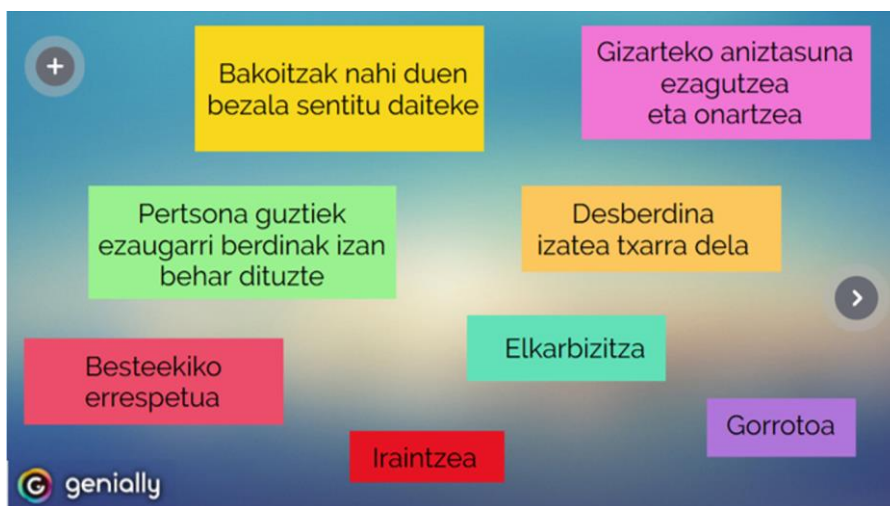 Bakoitzak nahi duen
bezala sentitu daiteke
Gizarteko aniztasuna
ezagutzea
eta onartzea
Pertsona guztiek
ezaugarri berdinak izan
behar dituzte
Desberdina
izatea txarra dela
Besteekiko
errespetua
Elkarbizitza
Gorrotoa
Iraintzea
genially